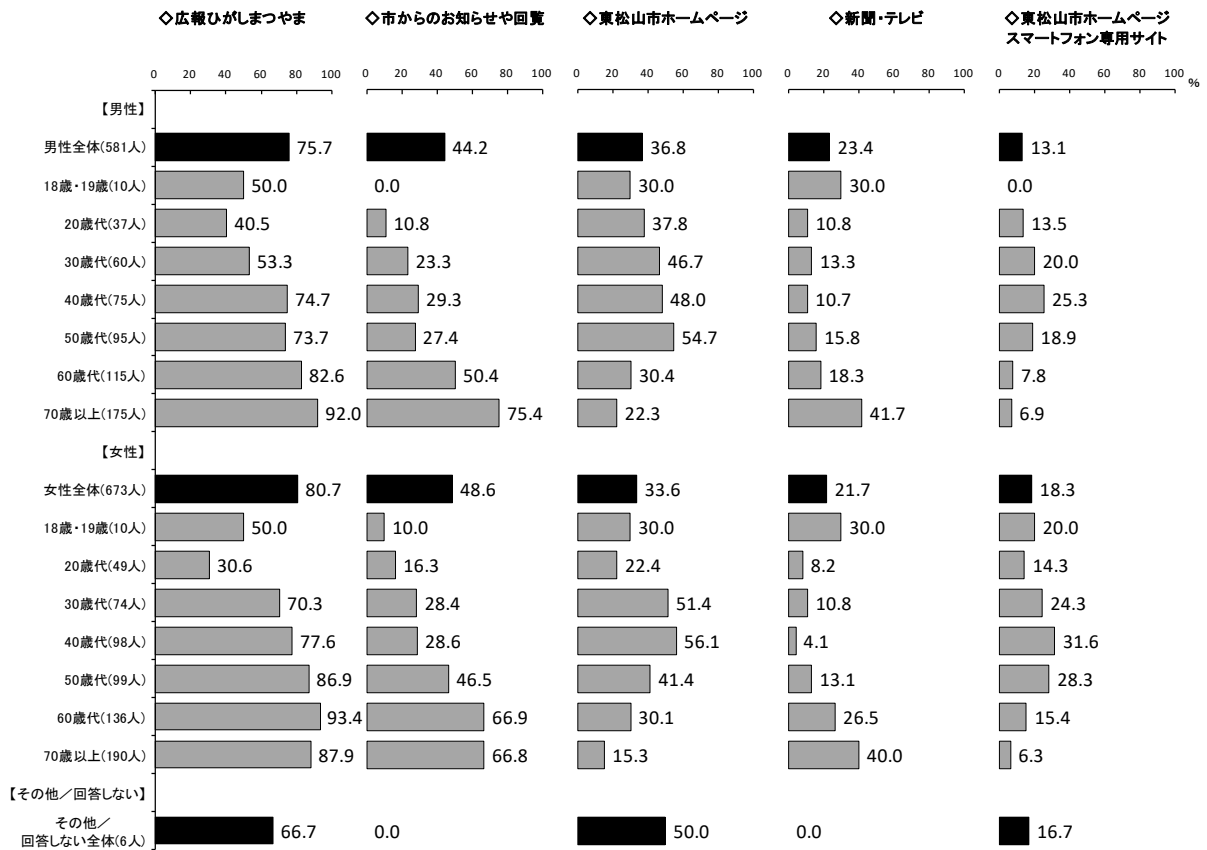 ◇広報ひがしまつやま ◇市からのお知らせや回覧 ◇東松山市ホームページ ◇新聞・テレビ ◇東松山市ホームページ
スマートフォン専用サイト
0 20 40 60 80 100 0 20 40 60 80 100 0 20 40 60 80 100 0 20 40 60 80 100 0 20 40 60 80 100
%
【男性】
男性全体(581人) 75.7 44.2 36.8 23.4 13.1
18歳・19歳(10人) 50.0 0.0 30.0 30.0 0.0
20歳代(37人) 40.5 10.8 37.8 10.8 13.5
30歳代(60人) 53.3 23.3 46.7 13.3 20.0
40歳代(75人) 74.7 29.3 48.0 10.7 25.3
50歳代(95人) 73.7 27.4 54.7 15.8 18.9
60歳代(115人) 82.6 50.4 30.4 18.3 7.8
70歳以上(175人) 92.0 75.4 22.3 41.7 6.9
【女性】
女性全体(673人) 80.7 48.6 33.6 21.7 18.3
18歳・19歳(10人) 50.0 10.0 30.0 30.0 20.0
20歳代(49人) 30.6 16.3 22.4 8.2 14.3
30歳代(74人) 70.3 28.4 51.4 10.8 24.3
40歳代(98人) 77.6 28.6 56.1 4.1 31.6
50歳代(99人) 86.9 46.5 41.4 13.1 28.3
60歳代(136人) 93.4 66.9 30.1 26.5 15.4
70歳以上(190人) 87.9 66.8 15.3 40.0 6.3
【その他／回答しない】
その他／
回答しない全体(6人) 66.7 0.0 50.0 0.0 16.7